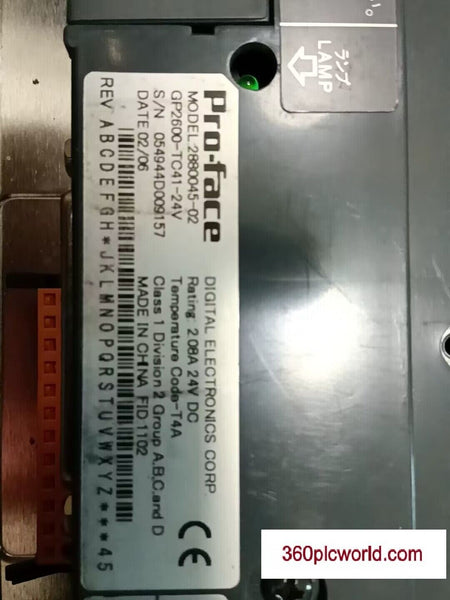 Pro-face
MODEL:2880045-02
GP2600-TC41-24V
S/N 054944D009157
DATE 02/06
DIGITAL ELECTRONICS CORP.
Rating 2.08A 24V DC
Temperature Code-T4A
Class 1 Division 2 Group A,B,C,and D
MADE IN CHINA FID 1102
CE
REV A B C D E F G H * J K L M N O P Q R S T U V W X Y Z * * * 4 5
ランプ
LAMP
い。
360plcworld.com